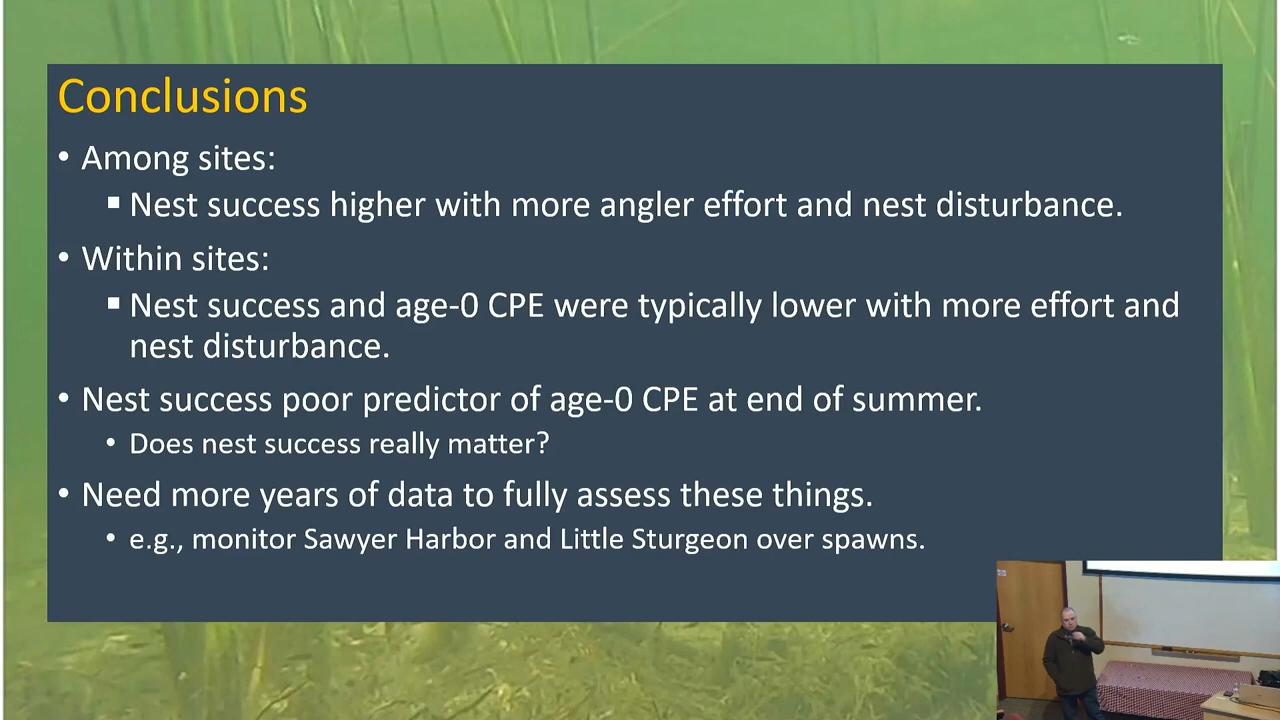 Conclusions
• Among sites:
▪ Nest success higher with more angler effort and nest disturbance.
• Within sites:
▪ Nest success and age-0 CPE were typically lower with more effort and
nest disturbance.
• Nest success poor predictor of age-0 CPE at end of summer.
• Does nest success really matter?
• Need more years of data to fully assess these things.
• e.g., monitor Sawyer Harbor and Little Sturgeon over spawns.